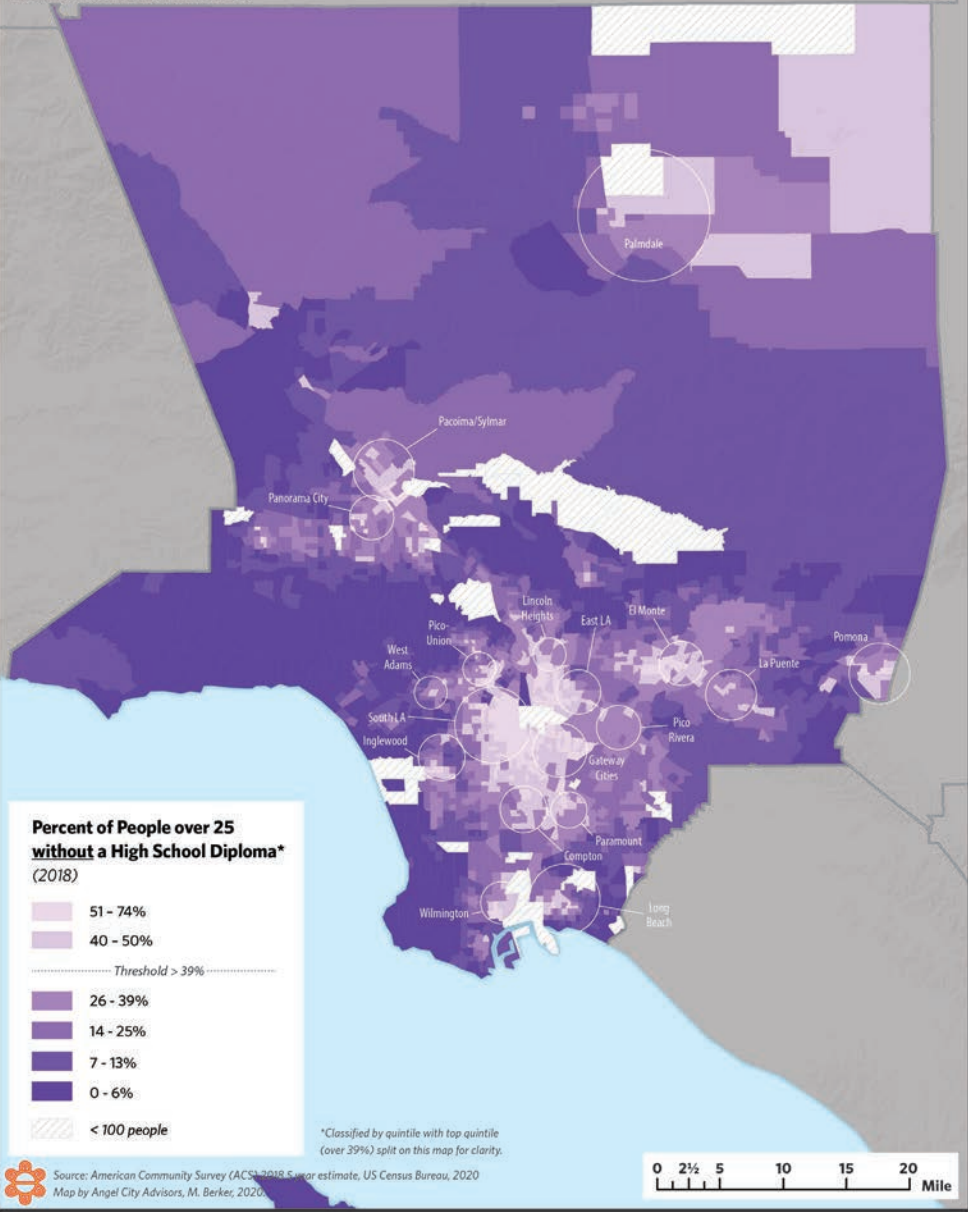 Palmdale
Pacoima/Sylmar
Panorama City
Lincoln
Heights
East LA
El Monte
Pico-
Union
West
Adams
Pomona
La Puente
South LA
Inglewood
Pico
Rivera
Gateway
Cities
Paramount
Compton
Wilmington
Long
Beach
Percent of People over 25
without a High School Diploma*
(2018)
51 - 74%
40 - 50%
Threshold > 39%
26 - 39%
14 - 25%
7 - 13%
0 - 6%
< 100 people
*Classified by quintile with top quintile
(over 39%) split on this map for clarity.
Source: American Community Survey (ACS) 2018 5-year estimate, US Census Bureau, 2020
Map by Angel City Advisors, M. Berker, 2020.
0 2½ 5 10 15 20
Mile